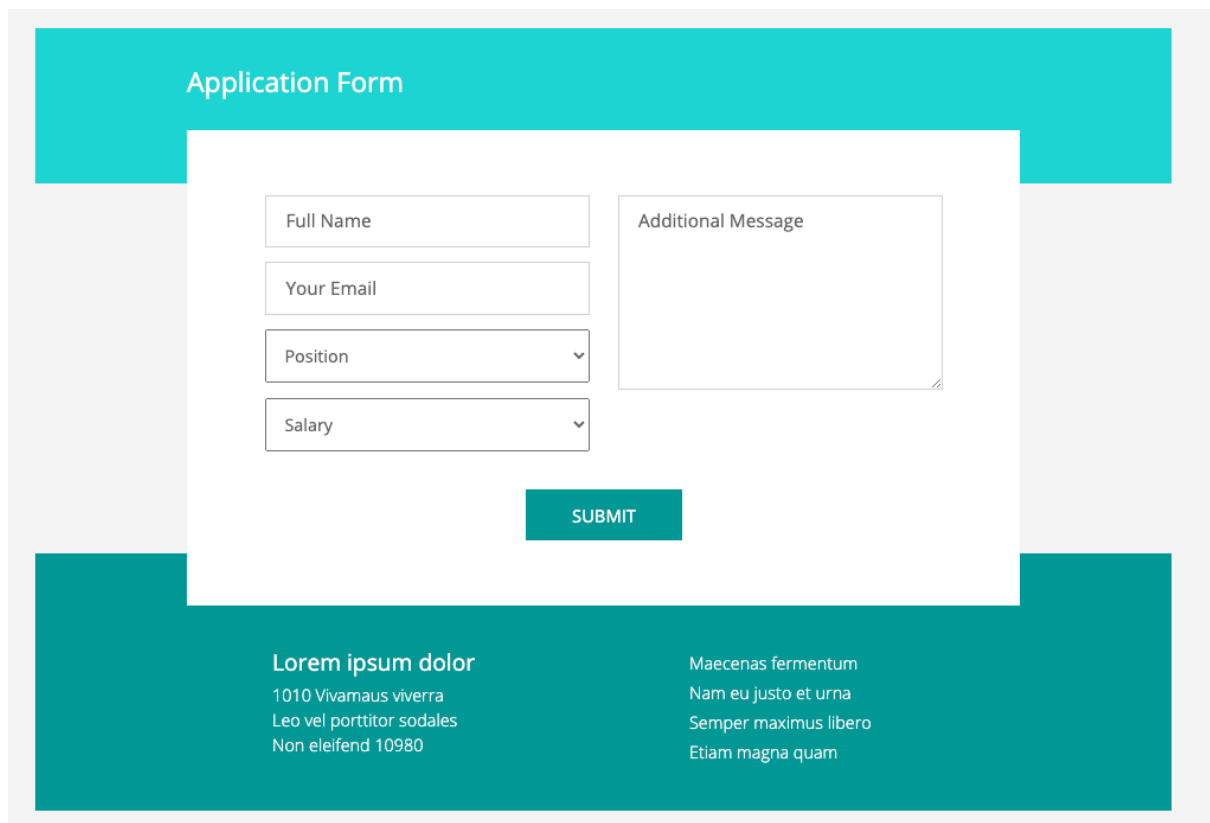 Application Form
Full Name
Your Email
Position
Salary
Additional Message
SUBMIT
Lorem ipsum dolor
1010 Vivamaus viverra
Leo vel porttitor sodales
Non eleifend 10980
Maecenas fermentum
Nam eu justo et urna
Semper maximus libero
Etiam magna quam